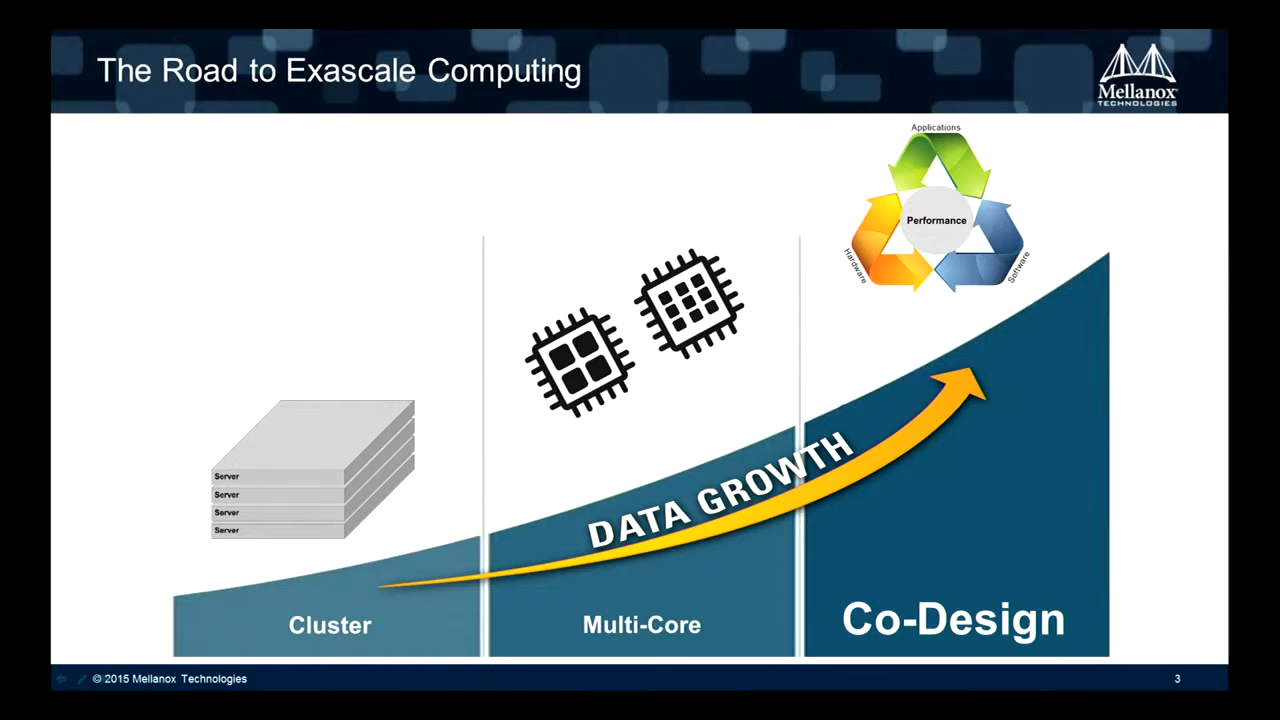 The Road to Exascale Computing
Mellanox
TECHNOLOGIES
Applications
Performance
Hardware
Software
Server
Server
Server
Server
DATA GROWTH
Cluster
Multi-Core
Co-Design
© 2015 Mellanox Technologies
3